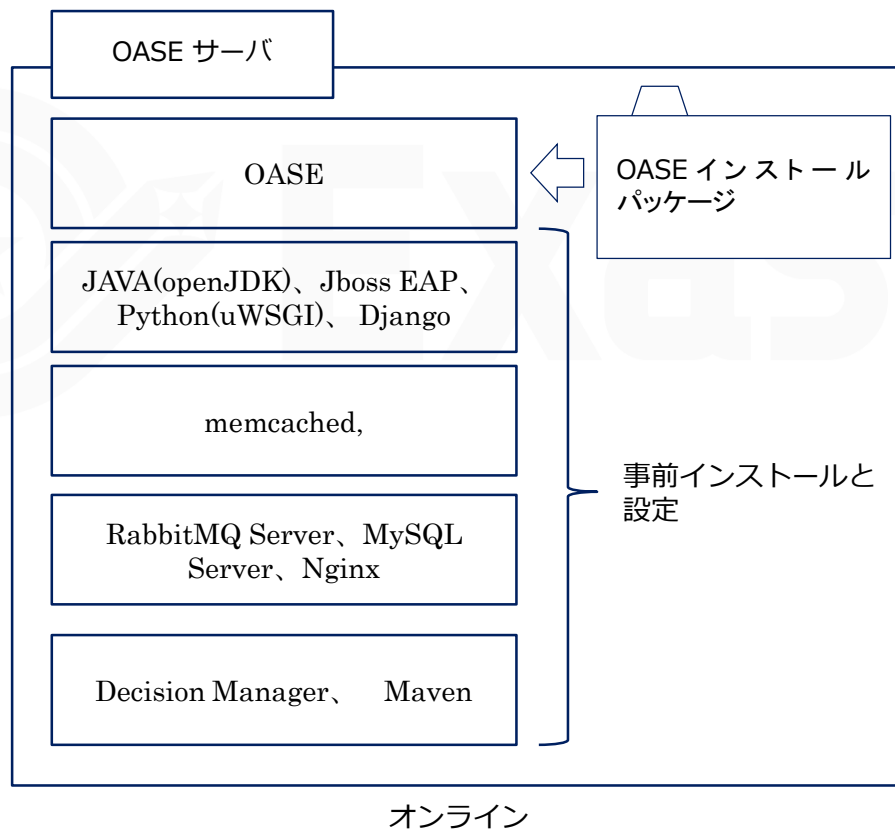 OASE サーバ
OASE
OASE インストール
パッケージ
JAVA(openJDK)、Jboss EAP、
Python(uWSGI)、 Django
memcached,
事前インストールと
設定
RabbitMQ Server、MySQL
Server、Nginx
Decision Manager、　Maven
オンライン
Exas